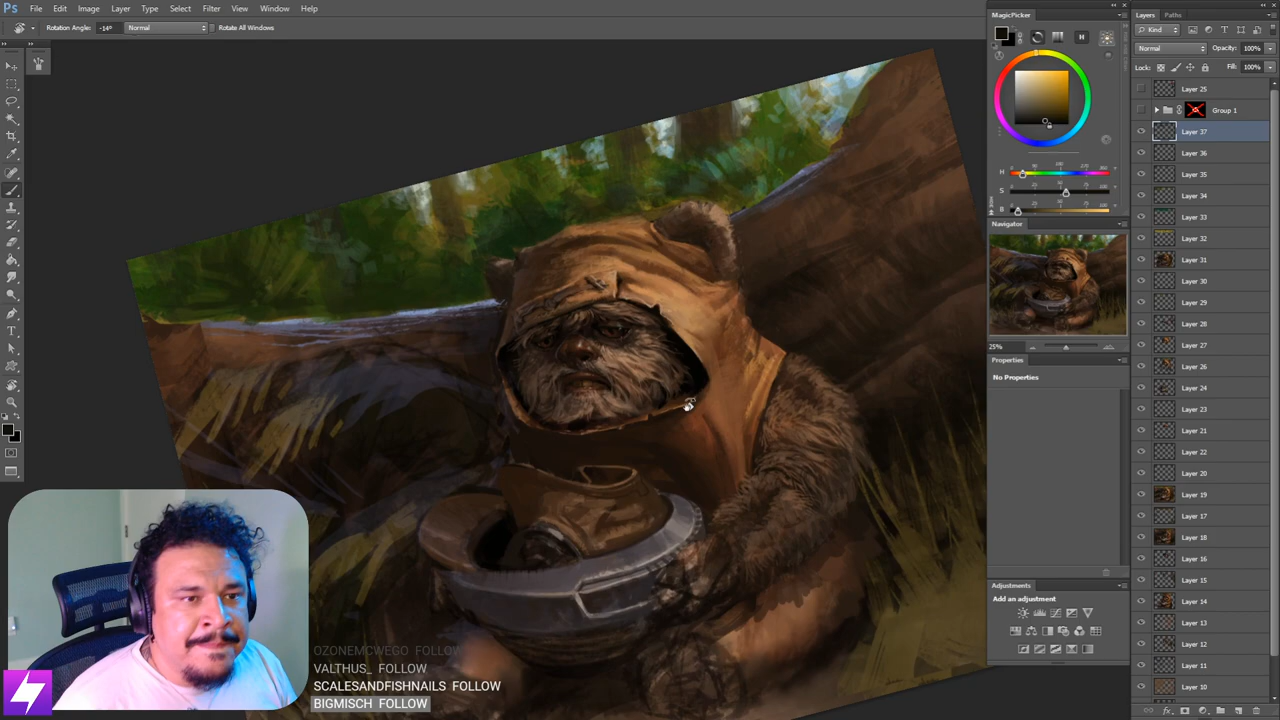 Ps File Edit Image Layer Type Select Filter View Window Help
Rotation Angle: -14° Normal Rotate All Windows
MagicPicker
H
H
S
B
Navigator
25%
Properties
No Properties
Adjustments
Add an adjustment
Layers Paths
Kind
Normal Opacity: 100%
Lock: Fill: 100%
Layer 25
Group 1
Layer 37
Layer 36
Layer 35
Layer 34
Layer 33
Layer 32
Layer 31
Layer 30
Layer 29
Layer 28
Layer 27
Layer 26
Layer 24
Layer 23
Layer 21
Layer 22
Layer 20
Layer 19
Layer 17
Layer 18
Layer 16
Layer 15
Layer 14
Layer 13
Layer 12
Layer 11
Layer 10
OZONEMCWEGO FOLLOW
VALTHUS_ FOLLOW
SCALESANDFISHNAILS FOLLOW
BIGMISCH FOLLOW